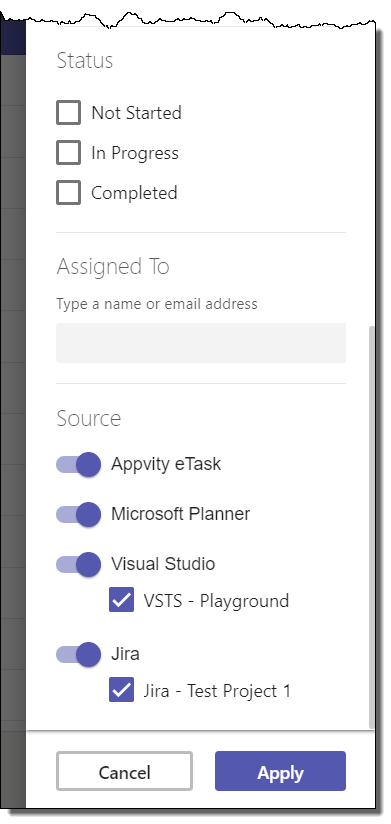 Status
Not Started
In Progress
Completed
Assigned To
Type a name or email address
Source
Appvity eTask
Microsoft Planner
Visual Studio
VSTS - Playground
Jira
Jira - Test Project 1
Cancel Apply